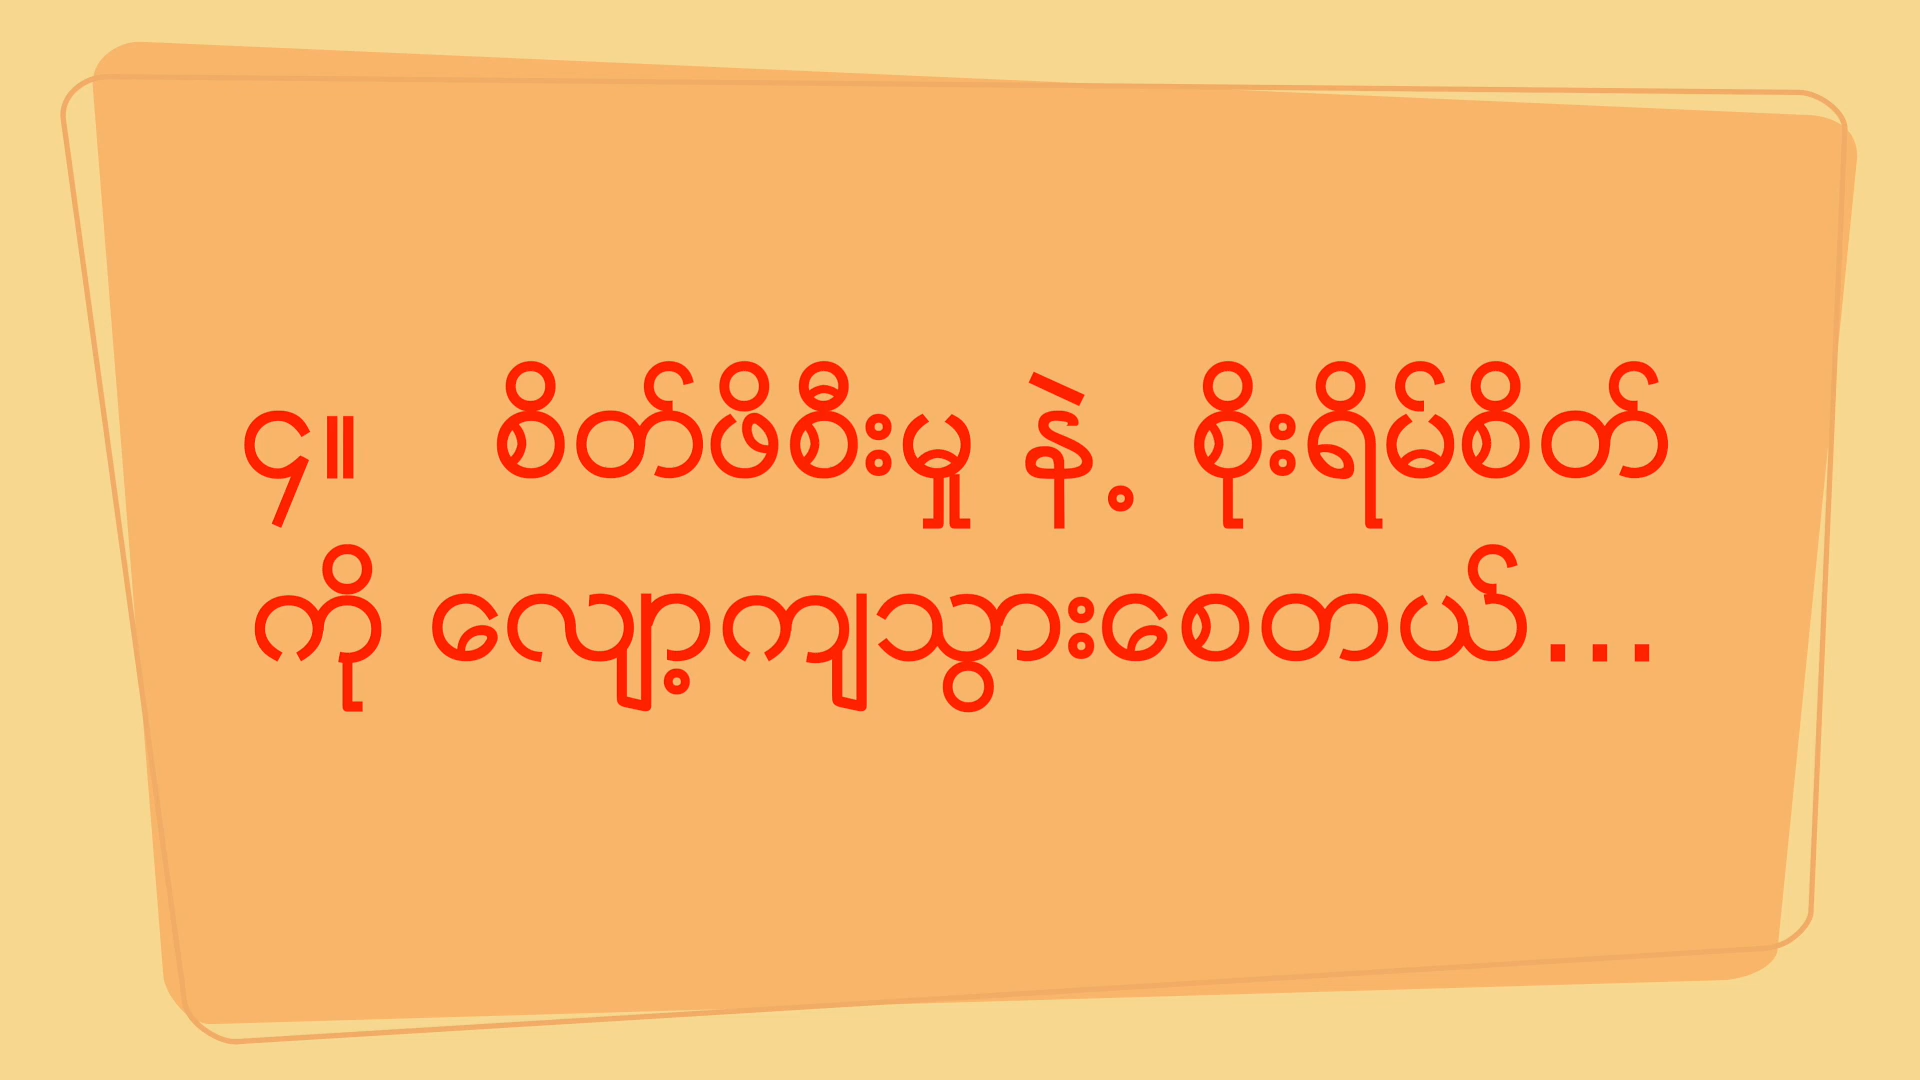 ၄။ စိတ်ဖိစီးမှု နဲ့ စိုးရိမ်စိတ်
ကို လျော့ကျသွားစေတယ်...